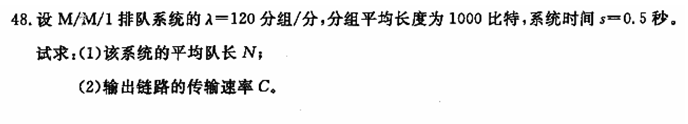 48. 设 M/M/1 排队系统的 λ=120 分组/分,分组平均长度为 1000 比特,系统时间 s=0.5 秒。
试求:(1)该系统的平均队长 N;
(2)输出链路的传输速率 C。